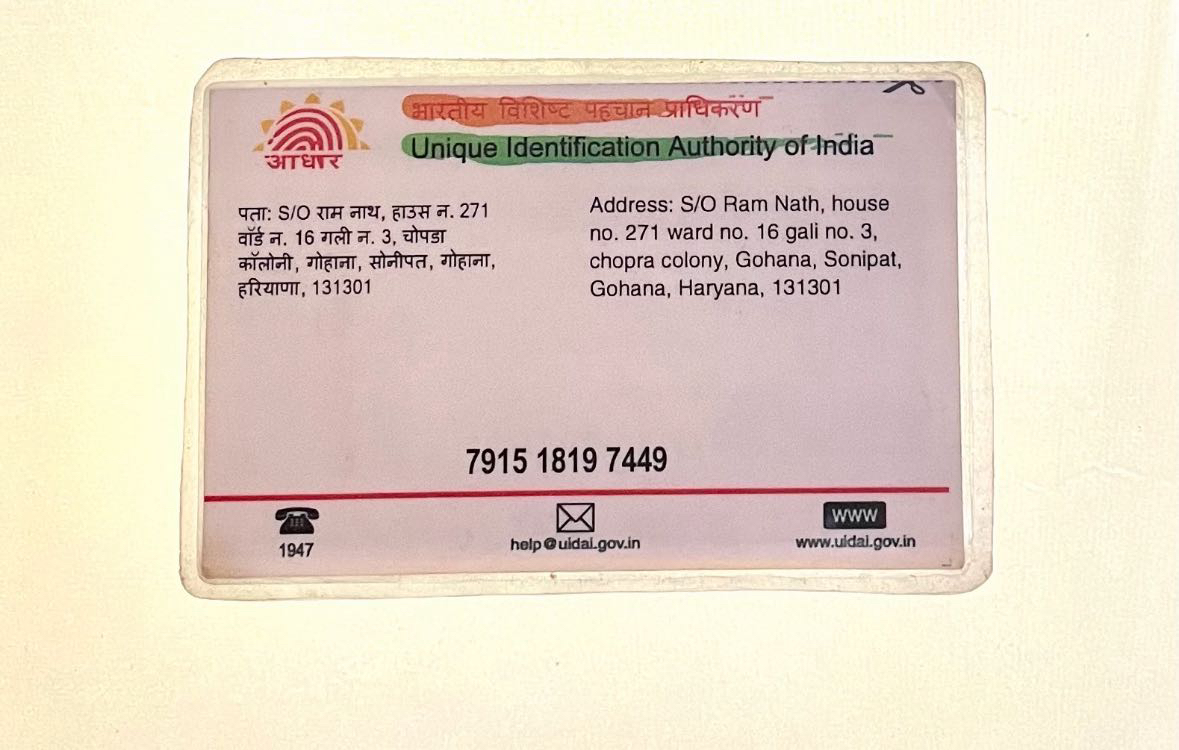 आधार
भारतीय विशिष्ट पहचान प्राधिकरण
Unique Identification Authority of India
पता: S/O राम नाथ, हाउस न. 271
वॉर्ड न. 16 गली न. 3, चोपडा
कॉलोनी, गोहाना, सोनीपत, गोहाना,
हरियाणा, 131301
Address: S/O Ram Nath, house
no. 271 ward no. 16 gali no. 3,
chopra colony, Gohana, Sonipat,
Gohana, Haryana, 131301
7915 1819 7449
1947
help@uidai.gov.in
WWW
www.uidai.gov.in